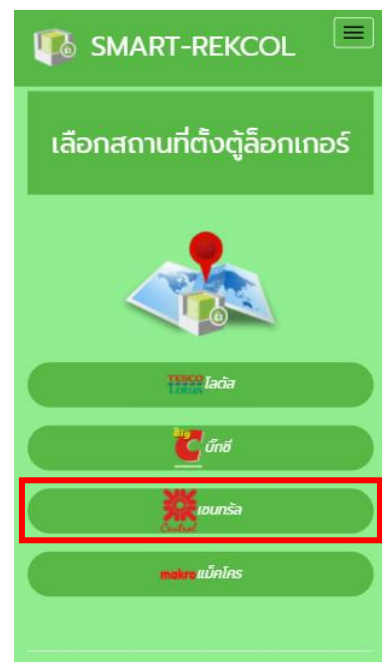 SMART-REKCOL
เลือกสถานที่ตั้งตู้ล็อกเกอร์
TESCO
Lotus โลตัส
Big
C บิ๊กซี
เซนทรัล
Central
makro แม็คโคร